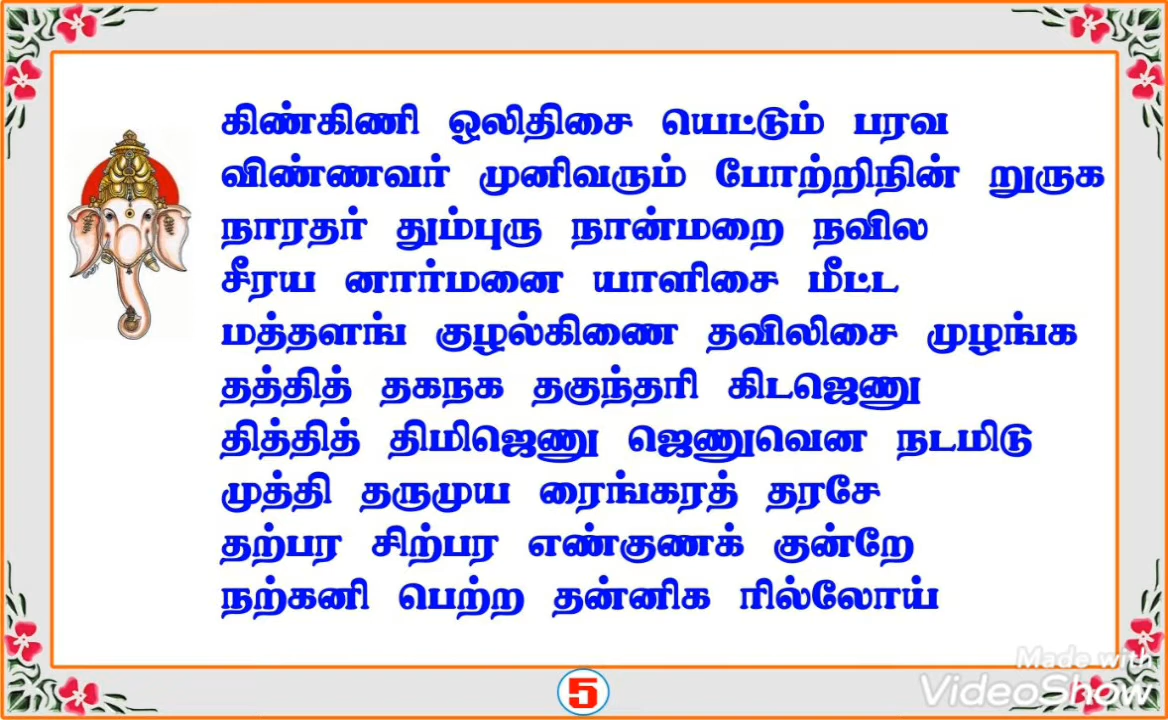 கிண்கிணி ஒலிதிசை யெட்டும் பரவ
விண்ணவர் முனிவரும் போற்றிநின் றுருக
நாரதர் தும்புரு நான்மறை நவில
சீரய னார்மனை யாளிசை மீட்ட
மத்தளங் குழல்கிணை தவிலிசை முழங்க
தத்தித் தகநக தகுந்தரி கிடஜெணு
தித்தித் திமிஜெணு ஜெணுவென நடமிடு
முத்தி தருமுய ரைங்கரத் தரசே
தற்பர சிற்பர எண்குணக் குன்றே
நற்கனி பெற்ற தன்னிக ரில்லோய்
5
Made with
VideoShow